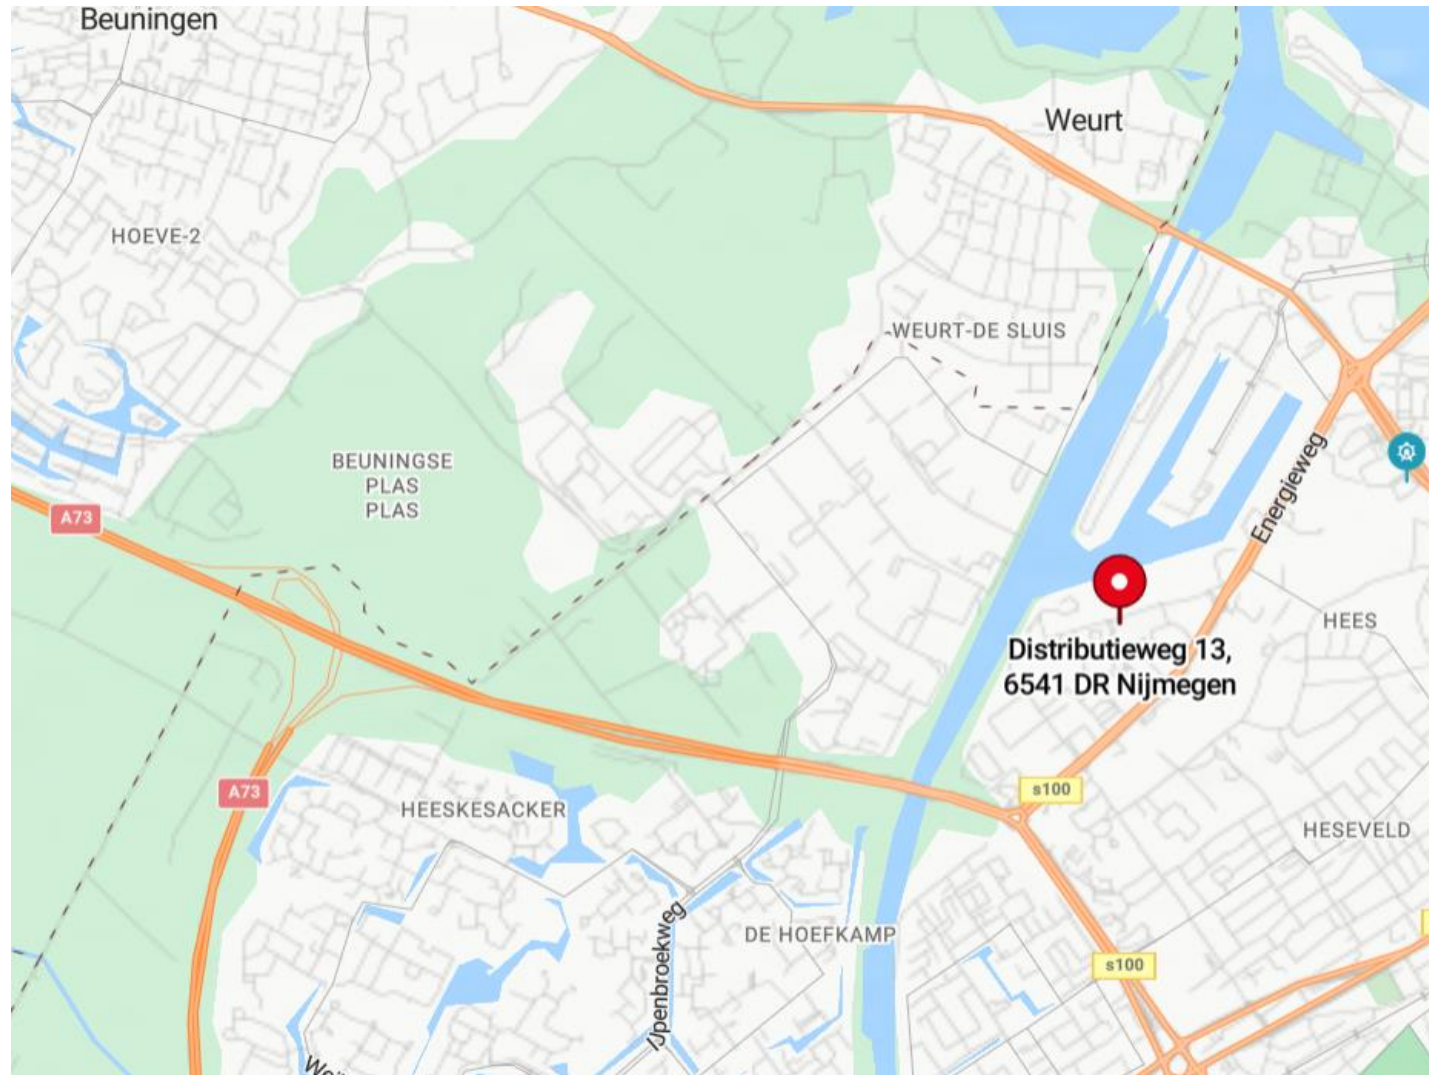 Beuningen
Weurt
HOEVE-2
WEURT-DE SLUIS
BEUNINGSE
PLAS
PLAS
A73
Energieweg
HEES
Distributieweg 13,
6541 DR Nijmegen
A73
s100
HEESKESACKER
HESEVELD
IJpenbroekweg
DE HOEFKAMP
s100